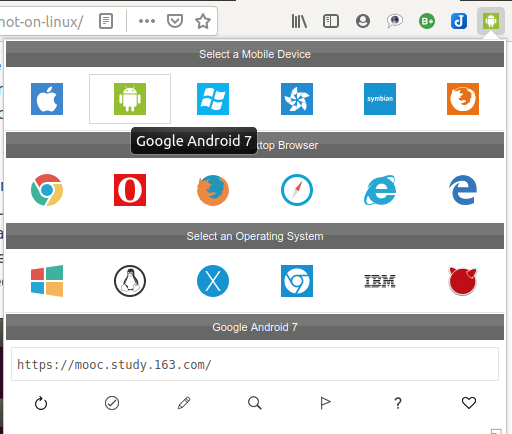 not-on-linux/
B+
Select a Mobile Device
symbian
Google Android 7
ktop Browser
Select an Operating System
X
IBM
Google Android 7
https://mooc.study.163.com/
?